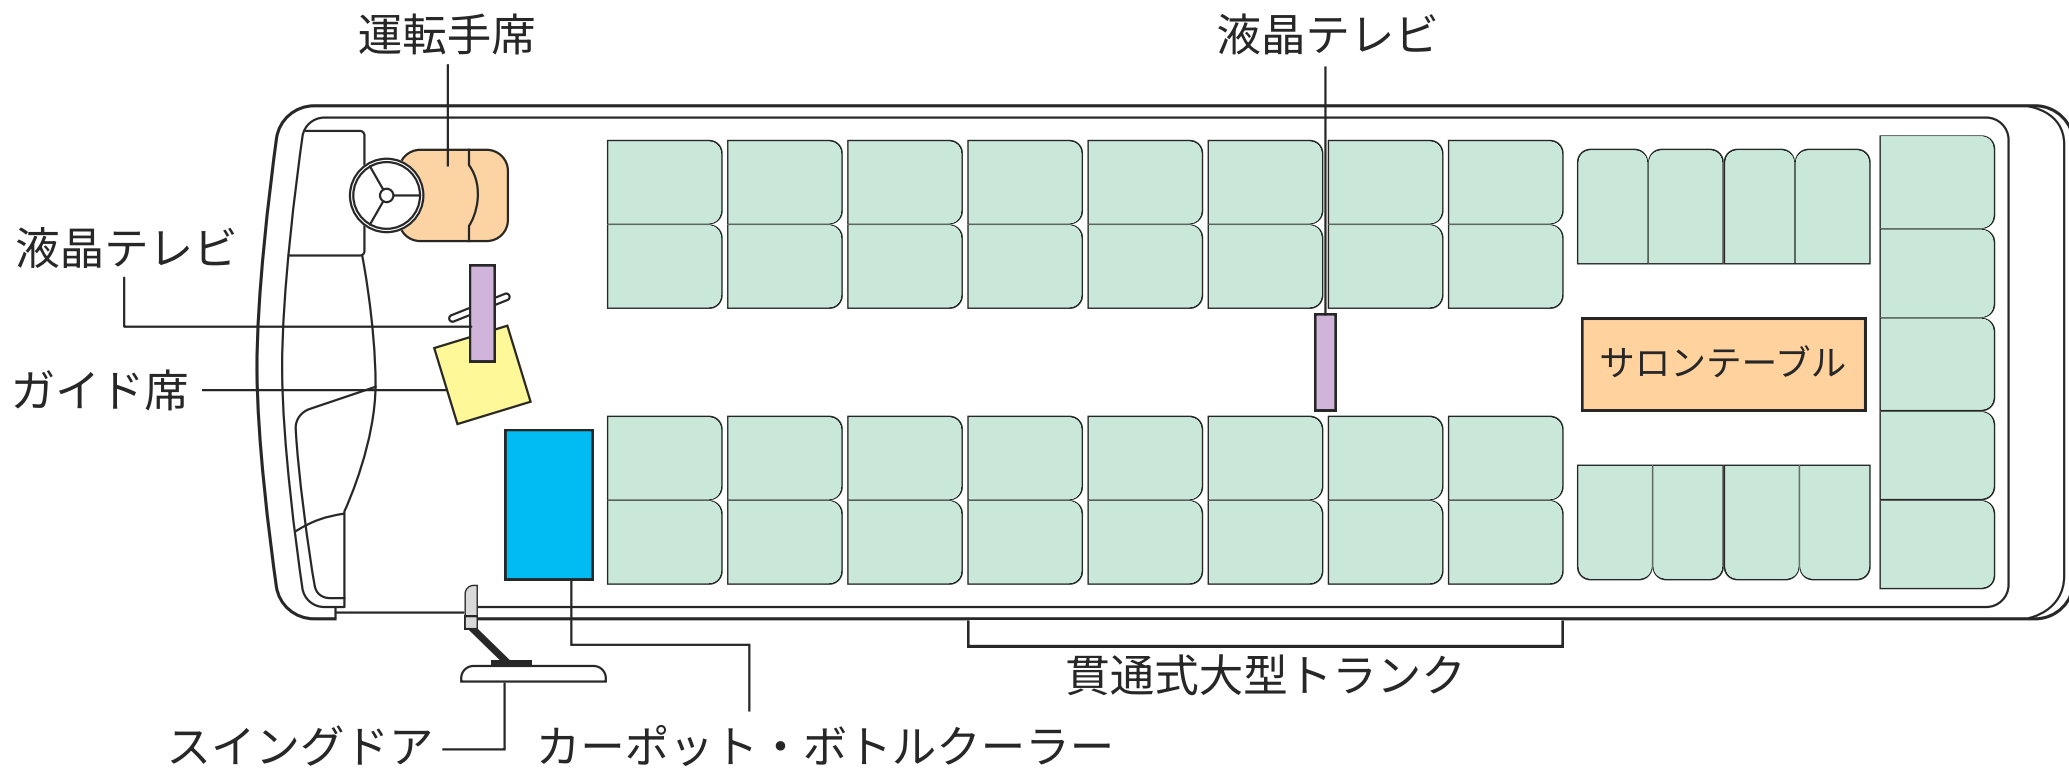 運転手席
液晶テレビ
液晶テレビ
ガイド席
サロンテーブル
貫通式大型トランク
スイングドア
カーポット・ボトルクーラー